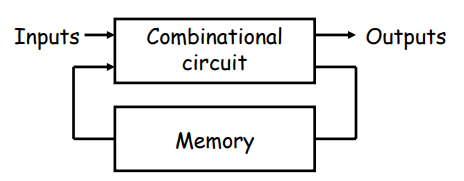 Inputs
Combinational
circuit
Outputs
Memory